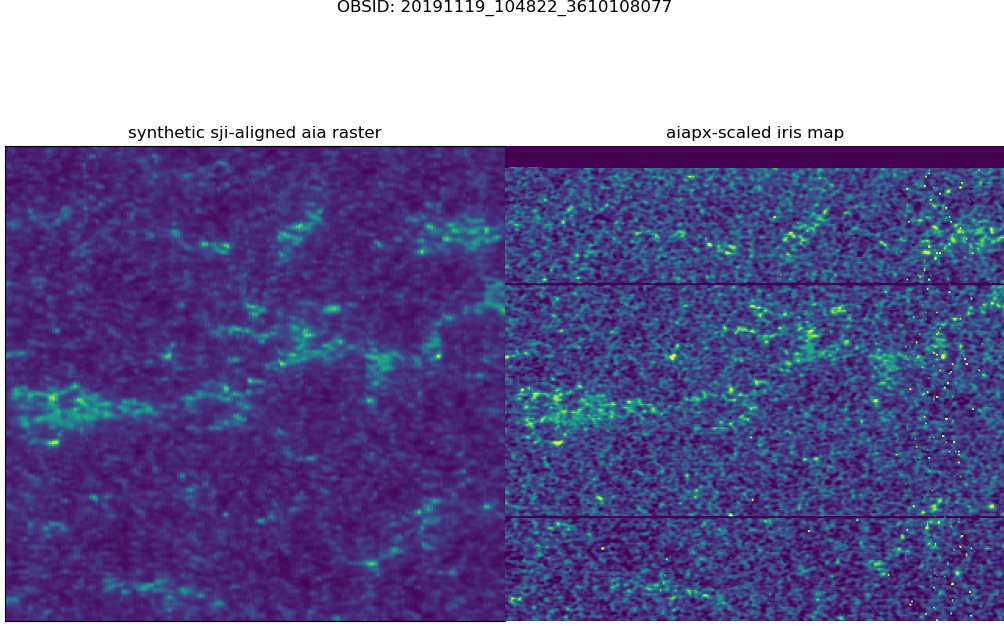 OBSID: 20191119_104822_3610108077
synthetic sji-aligned aia raster
aiapx-scaled iris map